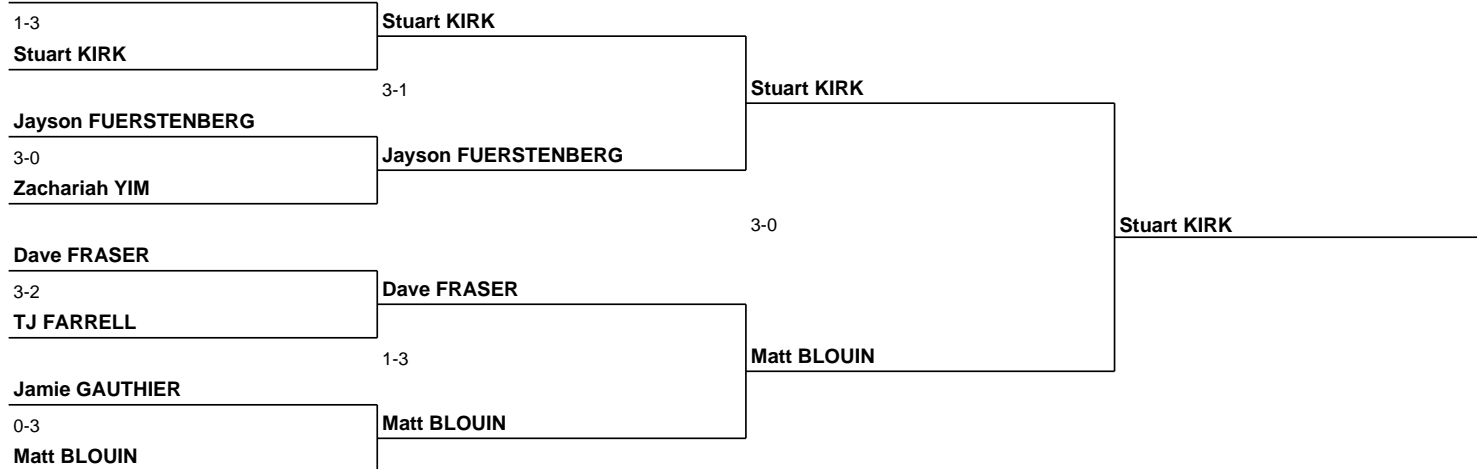 1-3
Stuart KIRK
Stuart KIRK
3-1
Stuart KIRK
Jayson FUERSTENBERG
3-0
Jayson FUERSTENBERG
Zachariah YIM
3-0
Stuart KIRK
Dave FRASER
3-2
Dave FRASER
TJ FARRELL
1-3
Matt BLOUIN
Jamie GAUTHIER
0-3
Matt BLOUIN
Matt BLOUIN